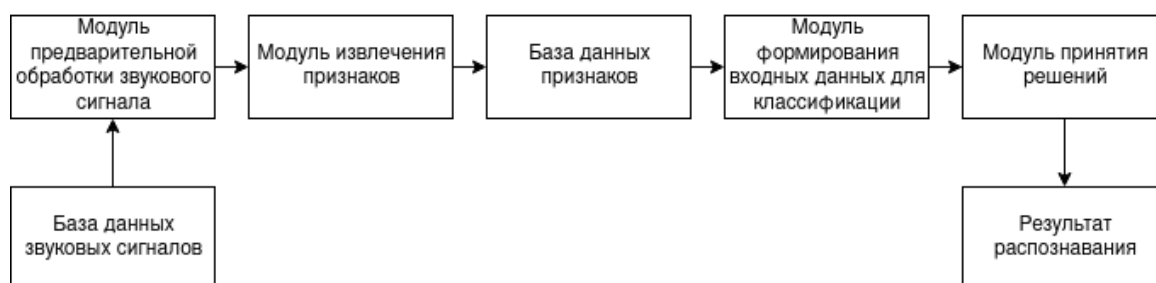 Модуль
предварительной
обработки звукового
сигнала
Модуль извлечения
признаков
База данных
признаков
Модуль
формирования
входных данных для
классификации
Модуль принятия
решений
База данных
звуковых сигналов
Результат
распознавания